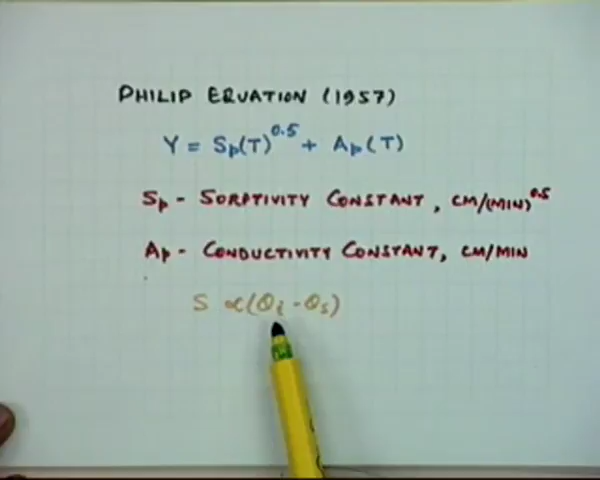 PHILIP EQUATION (1957)
Y = Sp(T)^0.5 + Ap(T)
Sp - SORPTIVITY CONSTANT, CM/(MIN)^0.5
Ap - CONDUCTIVITY CONSTANT, CM/MIN
S ∝(θi - θs)